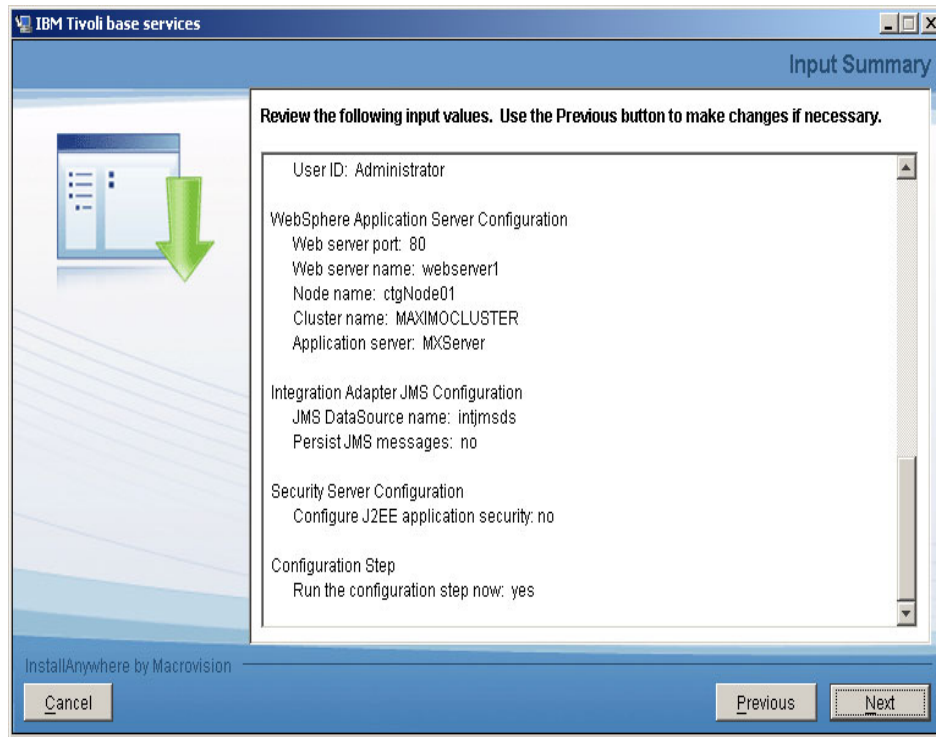 IBM Tivoli base services
Input Summary
Review the following input values. Use the Previous button to make changes if necessary.
User ID: Administrator
WebSphere Application Server Configuration
Web server port: 80
Web server name: webserver1
Node name: ctgNode01
Cluster name: MAXIMOCLUSTER
Application server: MXServer
Integration Adapter JMS Configuration
JMS DataSource name: intjmsds
Persist JMS messages: no
Security Server Configuration
Configure J2EE application security: no
Configuration Step
Run the configuration step now: yes
InstallAnywhere by Macrovision
Cancel
Previous
Next